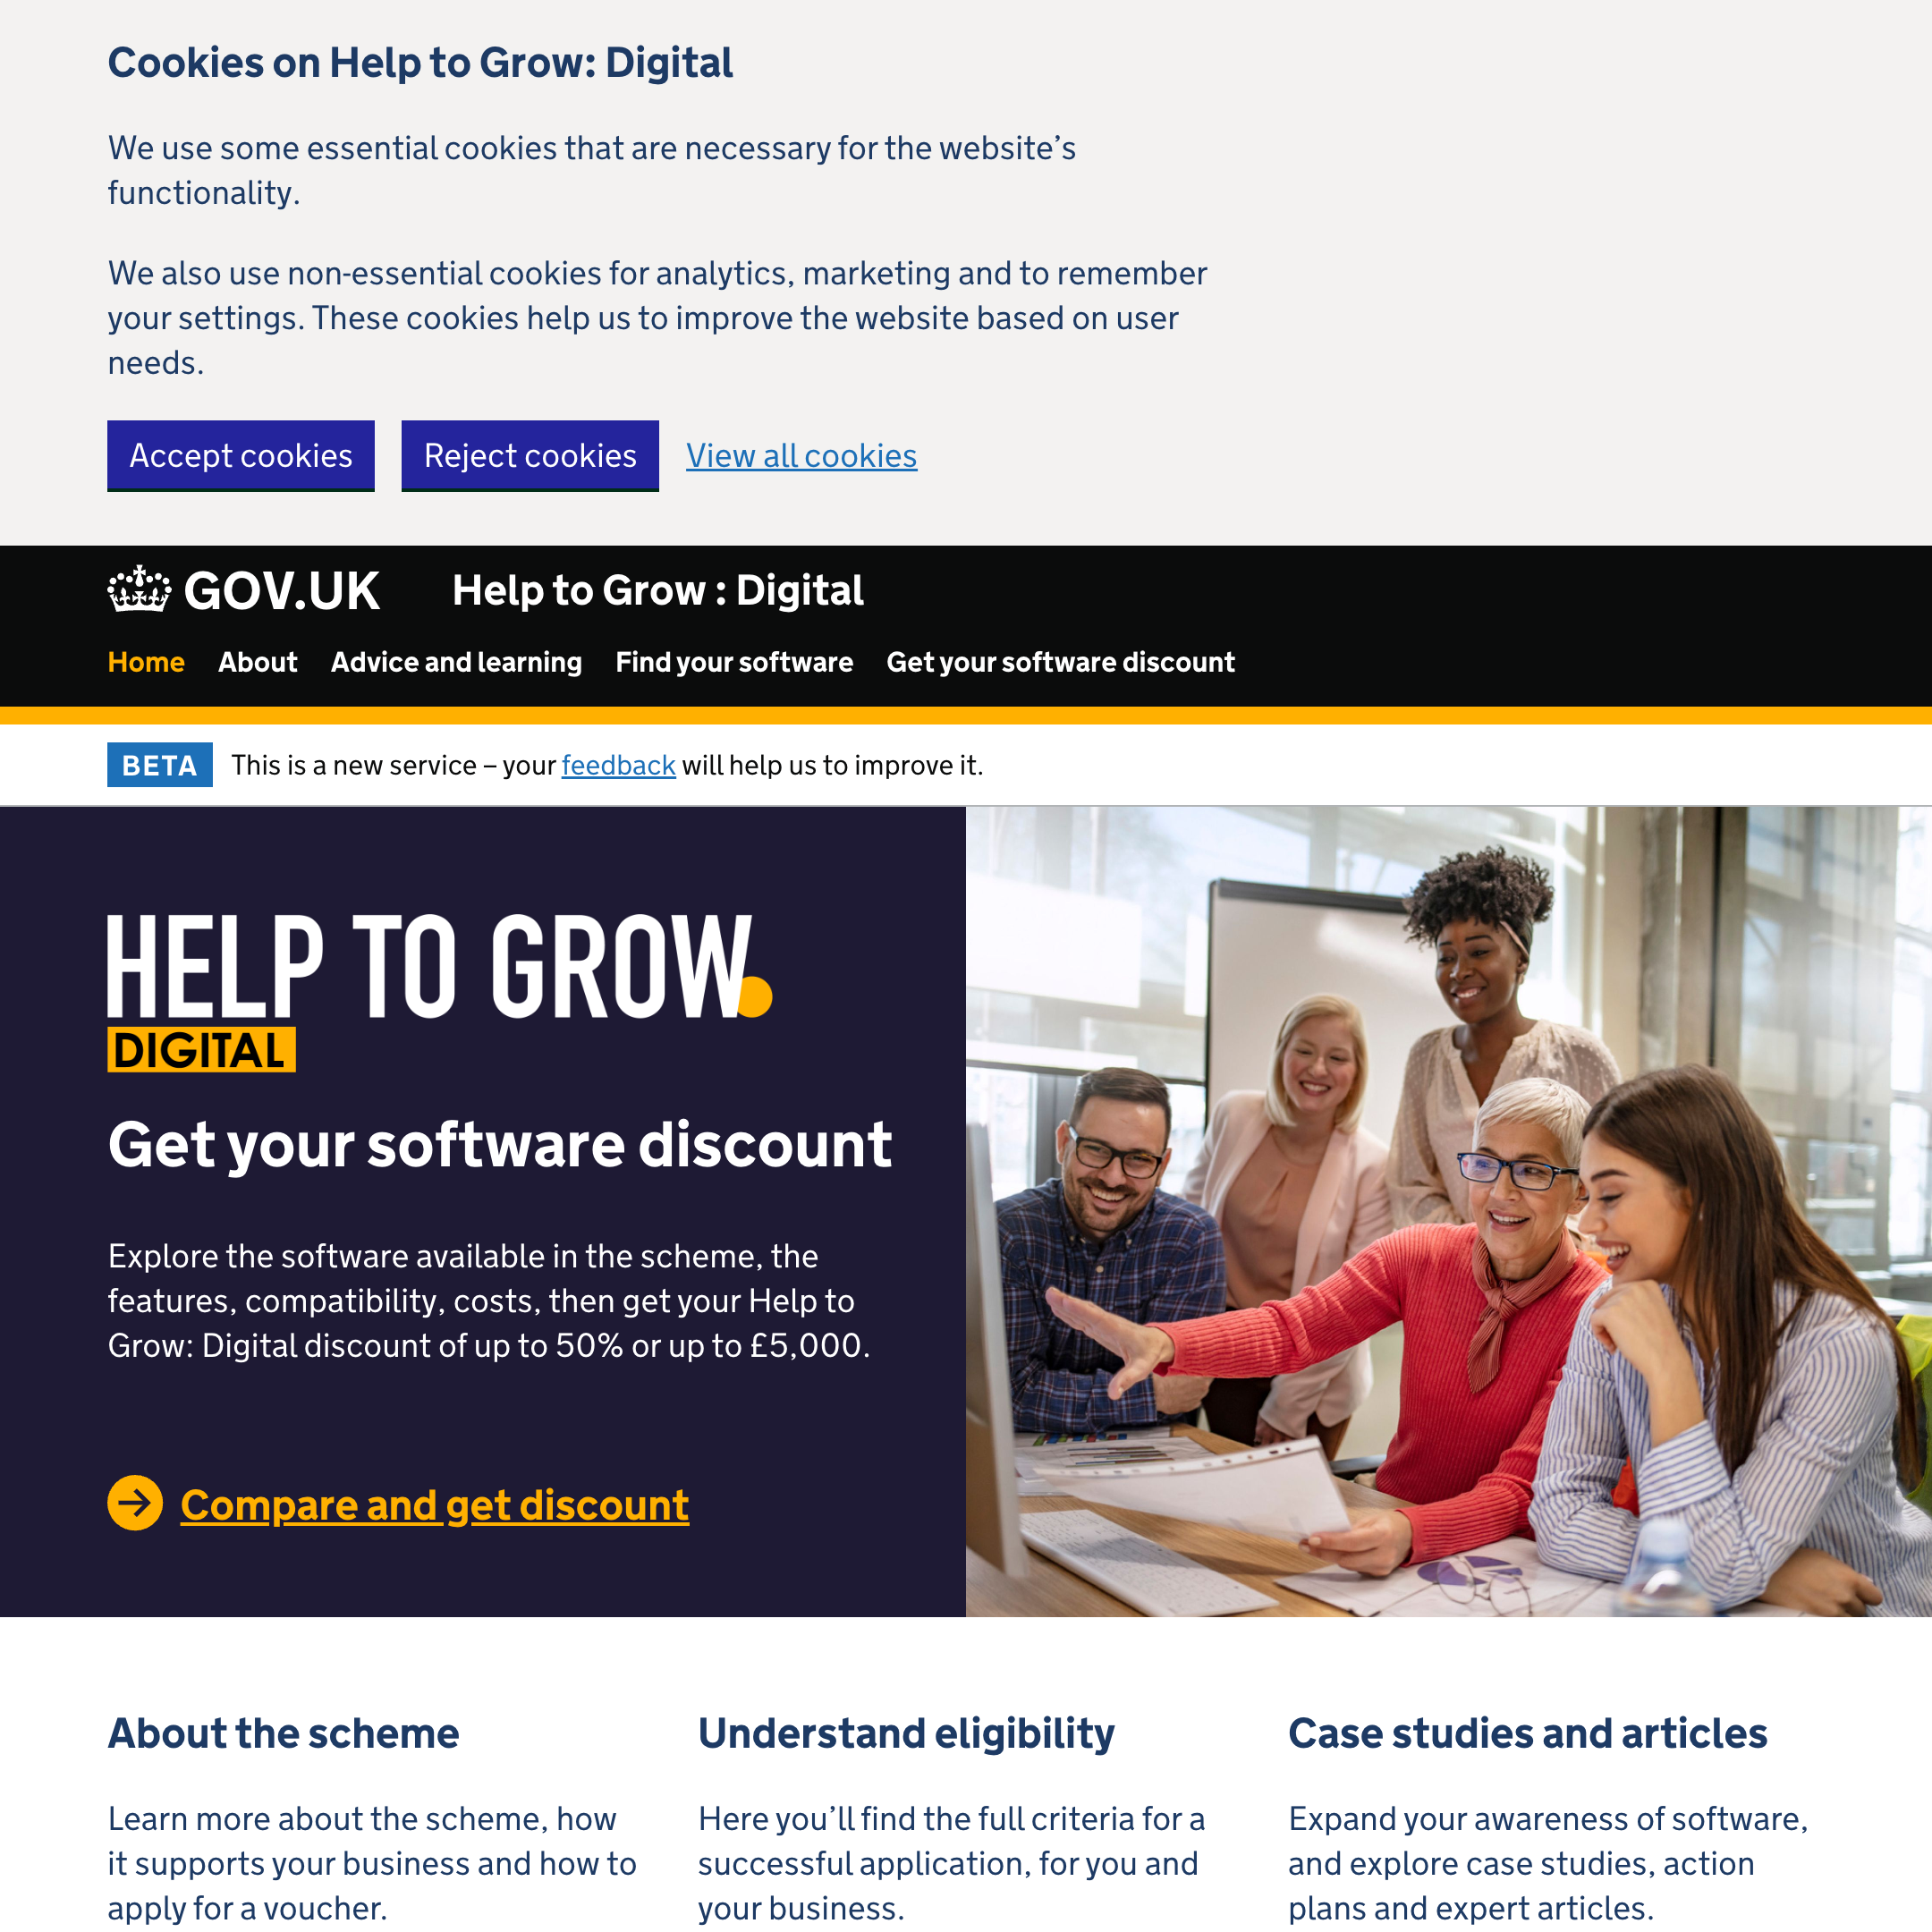 Cookies on Help to Grow: Digital
We use some essential cookies that are necessary for the website’s
functionality.
We also use non-essential cookies for analytics, marketing and to remember
your settings. These cookies help us to improve the website based on user
needs.
Accept cookies Reject cookies View all cookies
GOV.UK Help to Grow : Digital
Home About Advice and learning Find your software Get your software discount
BETA This is a new service – your feedback will help us to improve it.
HELP TO GROW.
DIGITAL
Get your software discount
Explore the software available in the scheme, the
features, compatibility, costs, then get your Help to
Grow: Digital discount of up to 50% or up to £5,000.
Compare and get discount
About the scheme
Learn more about the scheme, how
it supports your business and how to
apply for a voucher.
Understand eligibility
Here you’ll find the full criteria for a
successful application, for you and
your business.
Case studies and articles
Expand your awareness of software,
and explore case studies, action
plans and expert articles.